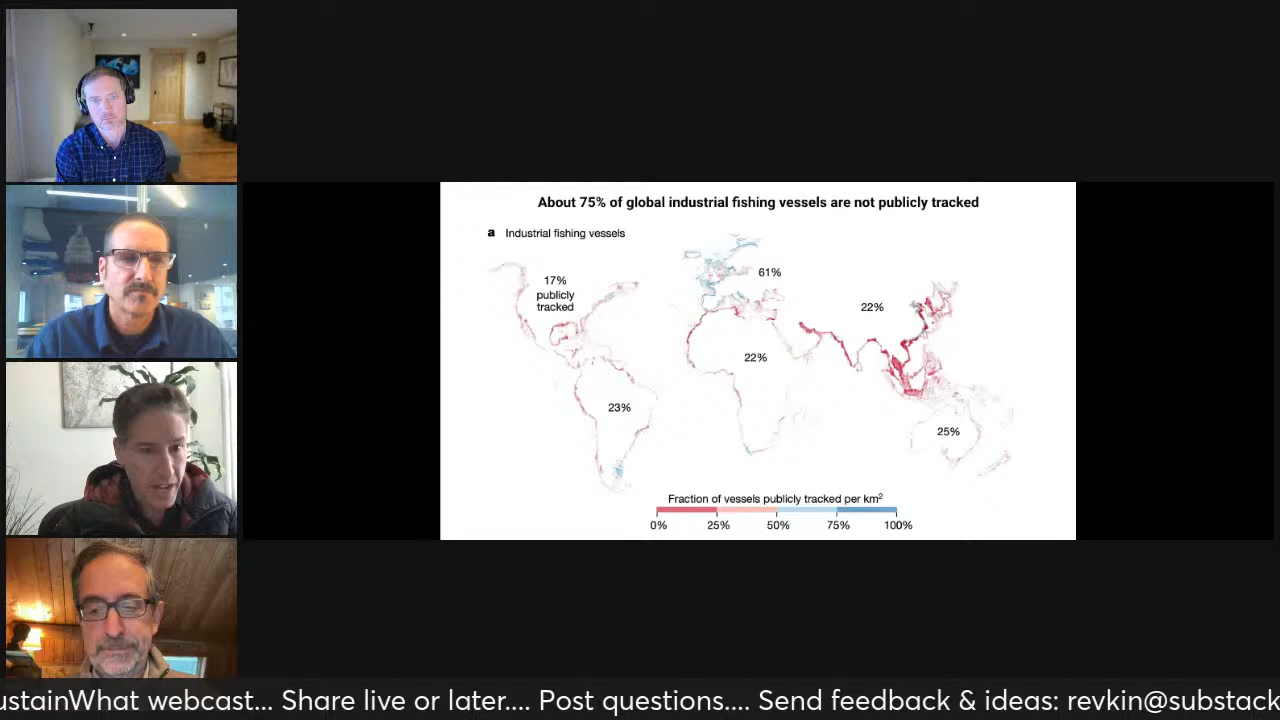 About 75% of global industrial fishing vessels are not publicly tracked
a Industrial fishing vessels
17%
publicly
tracked
61%
22%
22%
23%
25%
Fraction of vessels publicly tracked per km²
0% 25% 50% 75% 100%
ustainWhat webcast... Share live or later.... Post questions.... Send feedback & ideas: revkin@substack